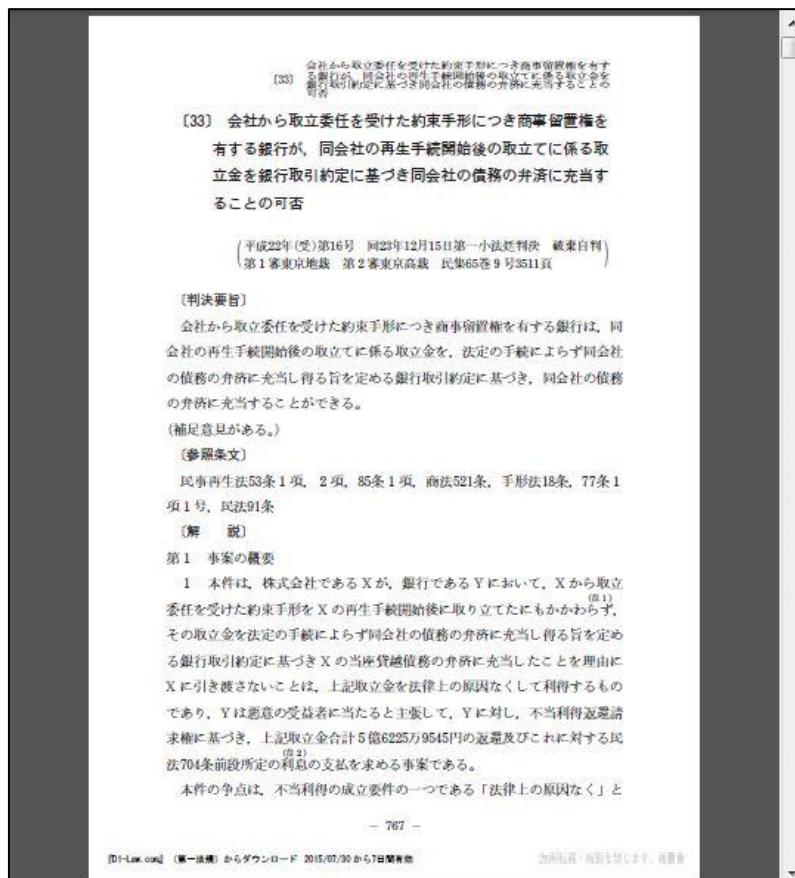 会社から取立委任を受けた約束手形につき商事留置権を有す
〔33〕 る銀行が,同会社の再生手続開始後の取立てに係る取立金を
銀行取引約定に基づき同会社の債務の弁済に充当することの
可否
〔33〕 会社から取立委任を受けた約束手形につき商事留置権を
有する銀行が,同会社の再生手続開始後の取立てに係る取
立金を銀行取引約定に基づき同会社の債務の弁済に充当す
ることの可否
(平成22年(受)第16号 同23年12月15日第一小法廷判決 破棄自判)
第1審東京地裁 第2審東京高裁 民集65巻9号3511頁
〔判決要旨〕
会社から取立委任を受けた約束手形につき商事留置権を有する銀行は,同
会社の再生手続開始後の取立てに係る取立金を,法定の手続によらず同会社
の債務の弁済に充当し得る旨を定める銀行取引約定に基づき,同会社の債務
の弁済に充当することができる。
(補足意見がある。)
〔参照条文〕
民事再生法53条1項,2項,85条1項,商法521条,手形法18条,77条1
項1号,民法91条
〔解 説〕
第1 事案の概要
1 本件は,株式会社であるXが,銀行であるYにおいて,Xから取立
委任を受けた約束手形をXの再生手続開始後に取り立てたにもかかわらず,
(注1)
その取立金を法定の手続によらず同会社の債務の弁済に充当し得る旨を定め
る銀行取引約定に基づきXの当座貸越債務の弁済に充当したことを理由に
Xに引き渡さないことは,上記取立金を法律上の原因なくして利得するもの
であり,Yは悪意の受益者に当たると主張して,Yに対し,不当利得返還請
求権に基づき,上記取立金合計5億6225万9545円の返還及びこれに対する民
(注2)
法704条前段所定の利息の支払を求める事案である。
本件の争点は,不当利得の成立要件の一つである「法律上の原因なく」と
− 767 −
[D1-Law.com] (第一法規)からダウンロード 2015/07/30 から7日間有効